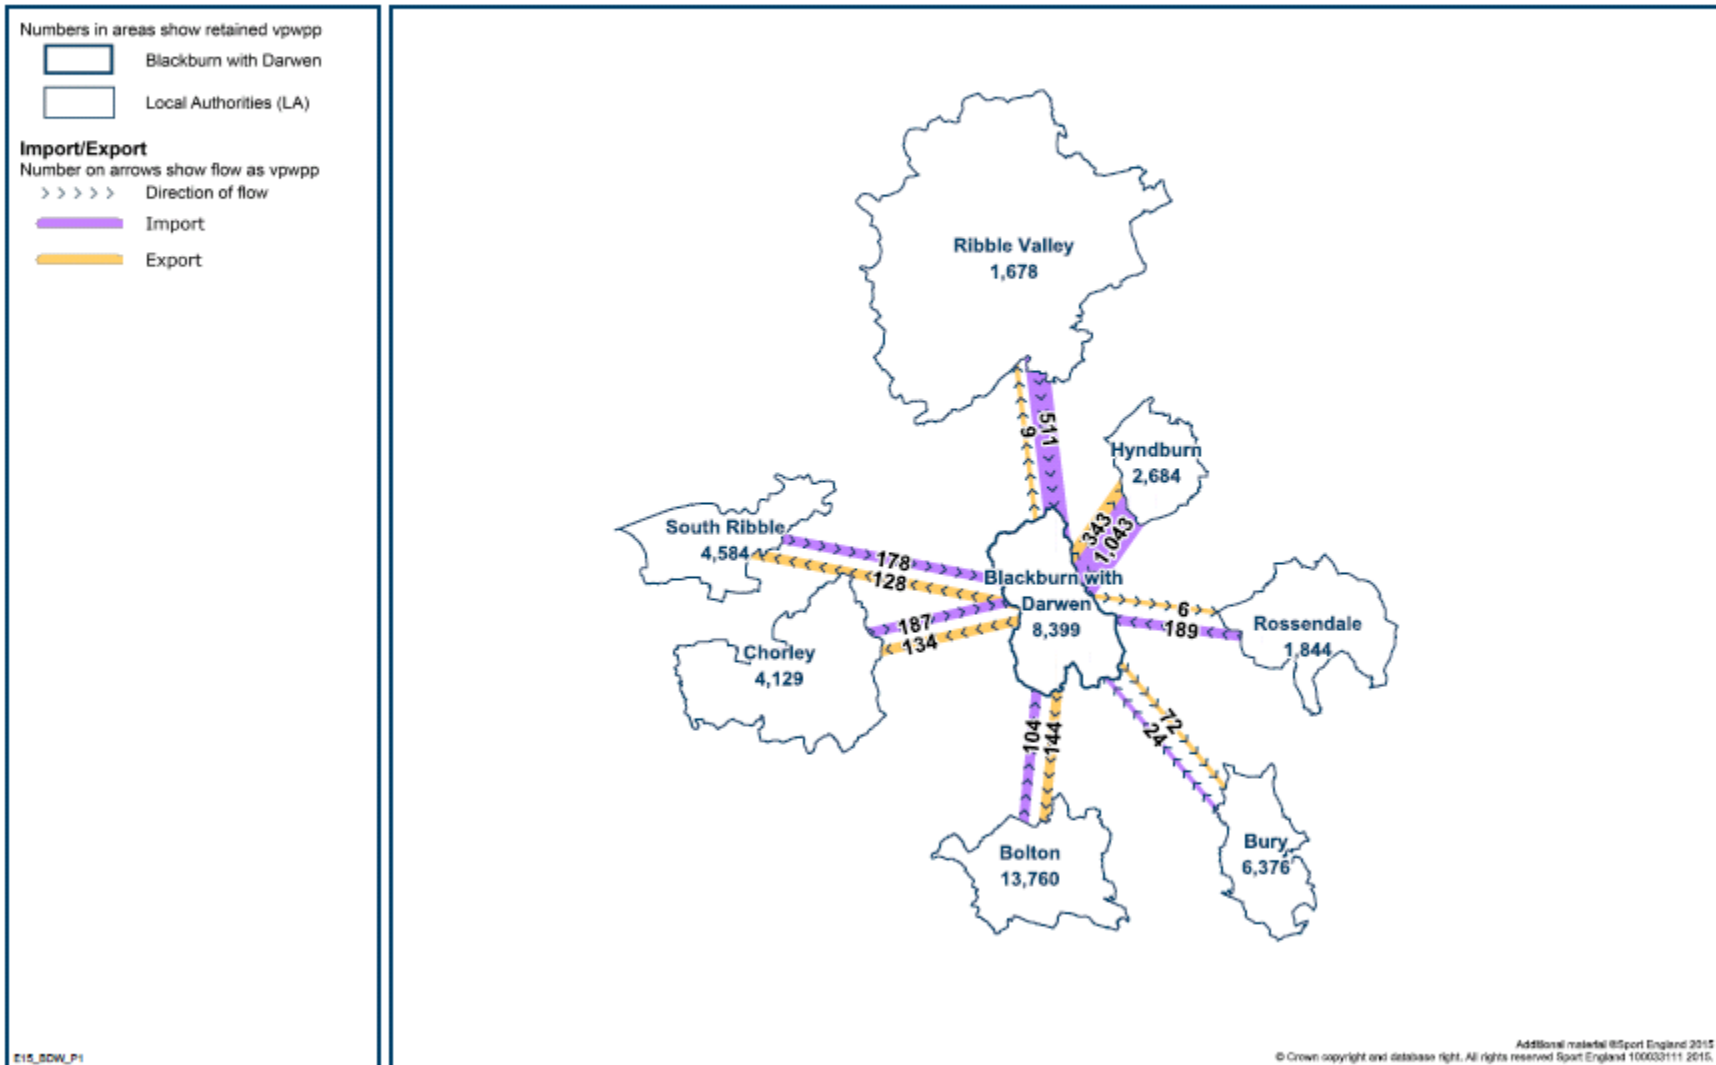 Numbers in areas show retained vpwpp
Blackburn with Darwen
Local Authorities (LA)
Import/Export
Number on arrows show flow as vpwpp
Direction of flow
Import
Export
E15_BDW_P1
Ribble Valley
1,678
9
511
Hyndburn
2,684
343
1,043
South Ribble
4,584
178
128
Blackburn with
Darwen
8,399
6
189
Rossendale
1,844
187
134
Chorley
4,129
72
24
104
144
Bury
6,376
Bolton
13,760
Additional material ©Sport England 2015
© Crown copyright and database right. All rights reserved Sport England 100033111 2015.